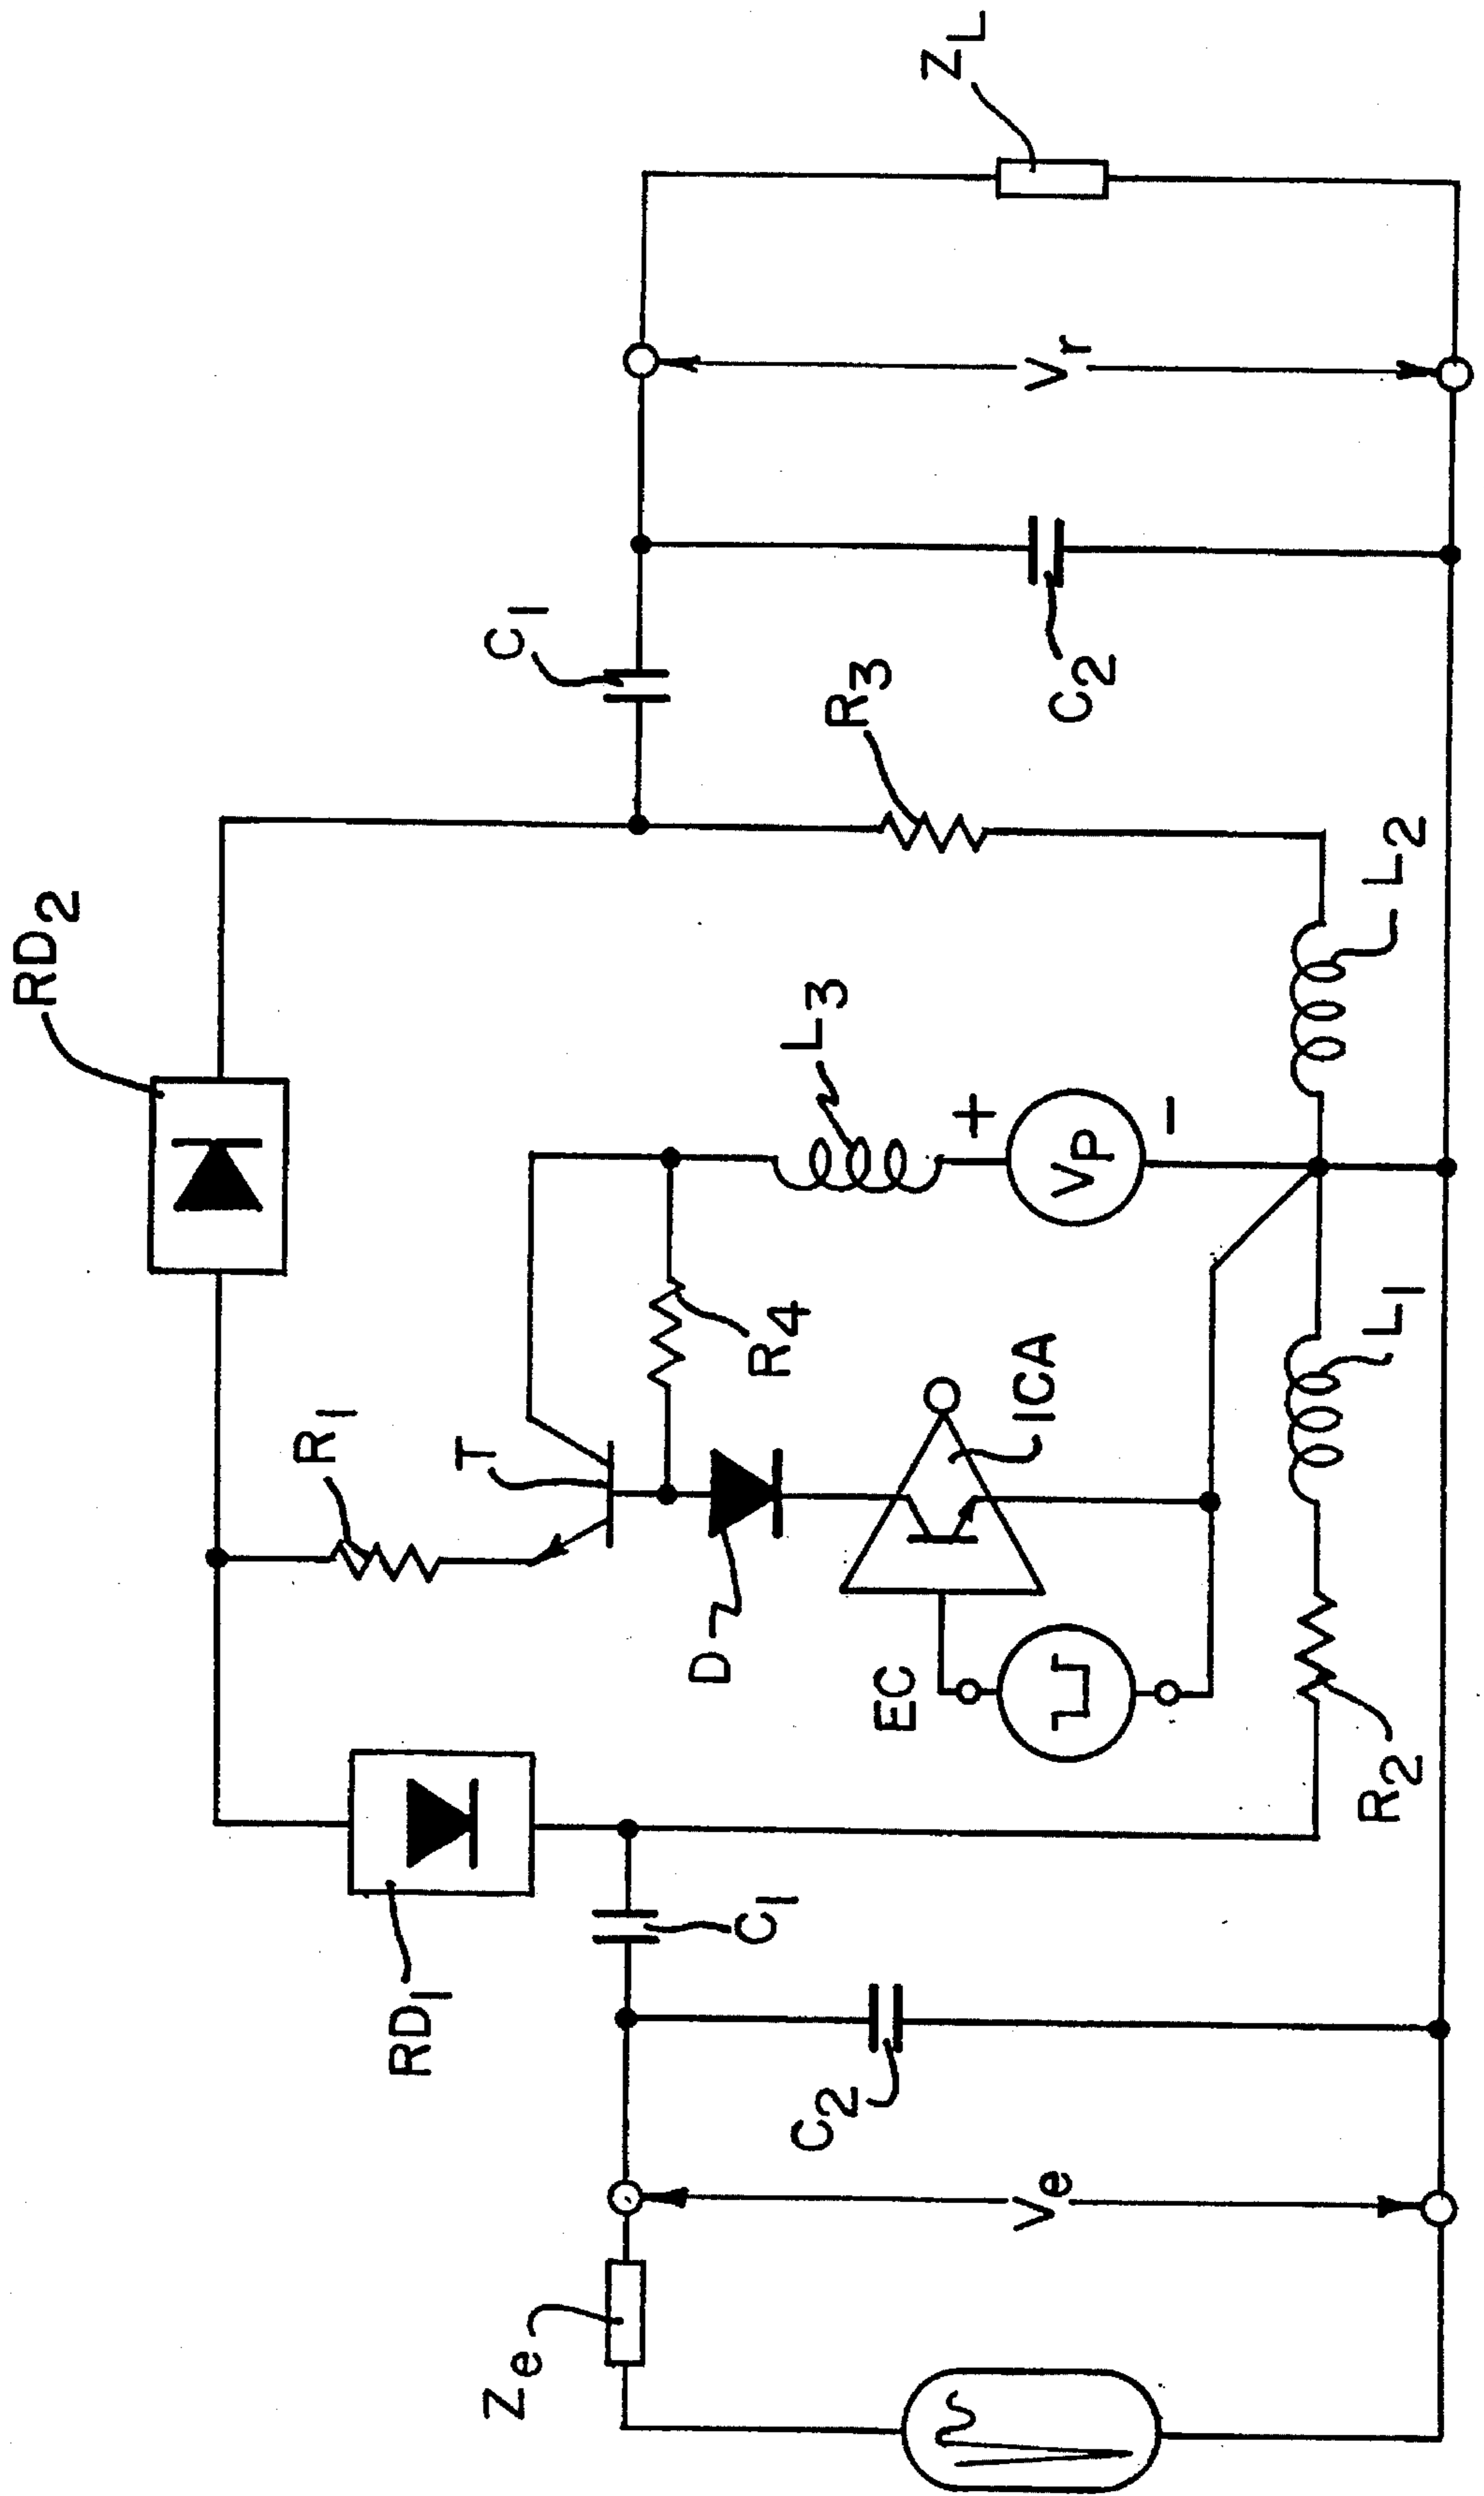 RD2
R1
T
RD1
C1
R3
L3
ZL
Vr
C1
C2
R4
+
VP
−
L2
D
ICA
EC
L1
R2
Ze
C2
Ve